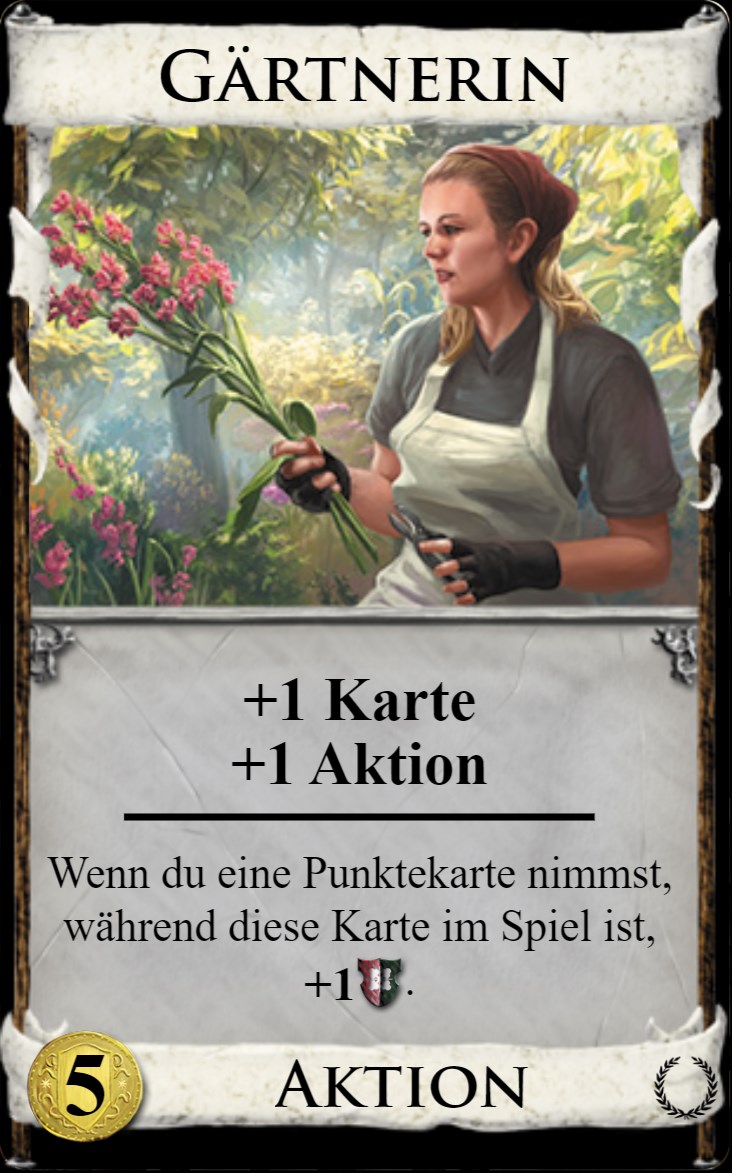 Gärtnerin
+1 Karte
+1 Aktion
Wenn du eine Punktekarte nimmst,
während diese Karte im Spiel ist,
+1.
5 Aktion